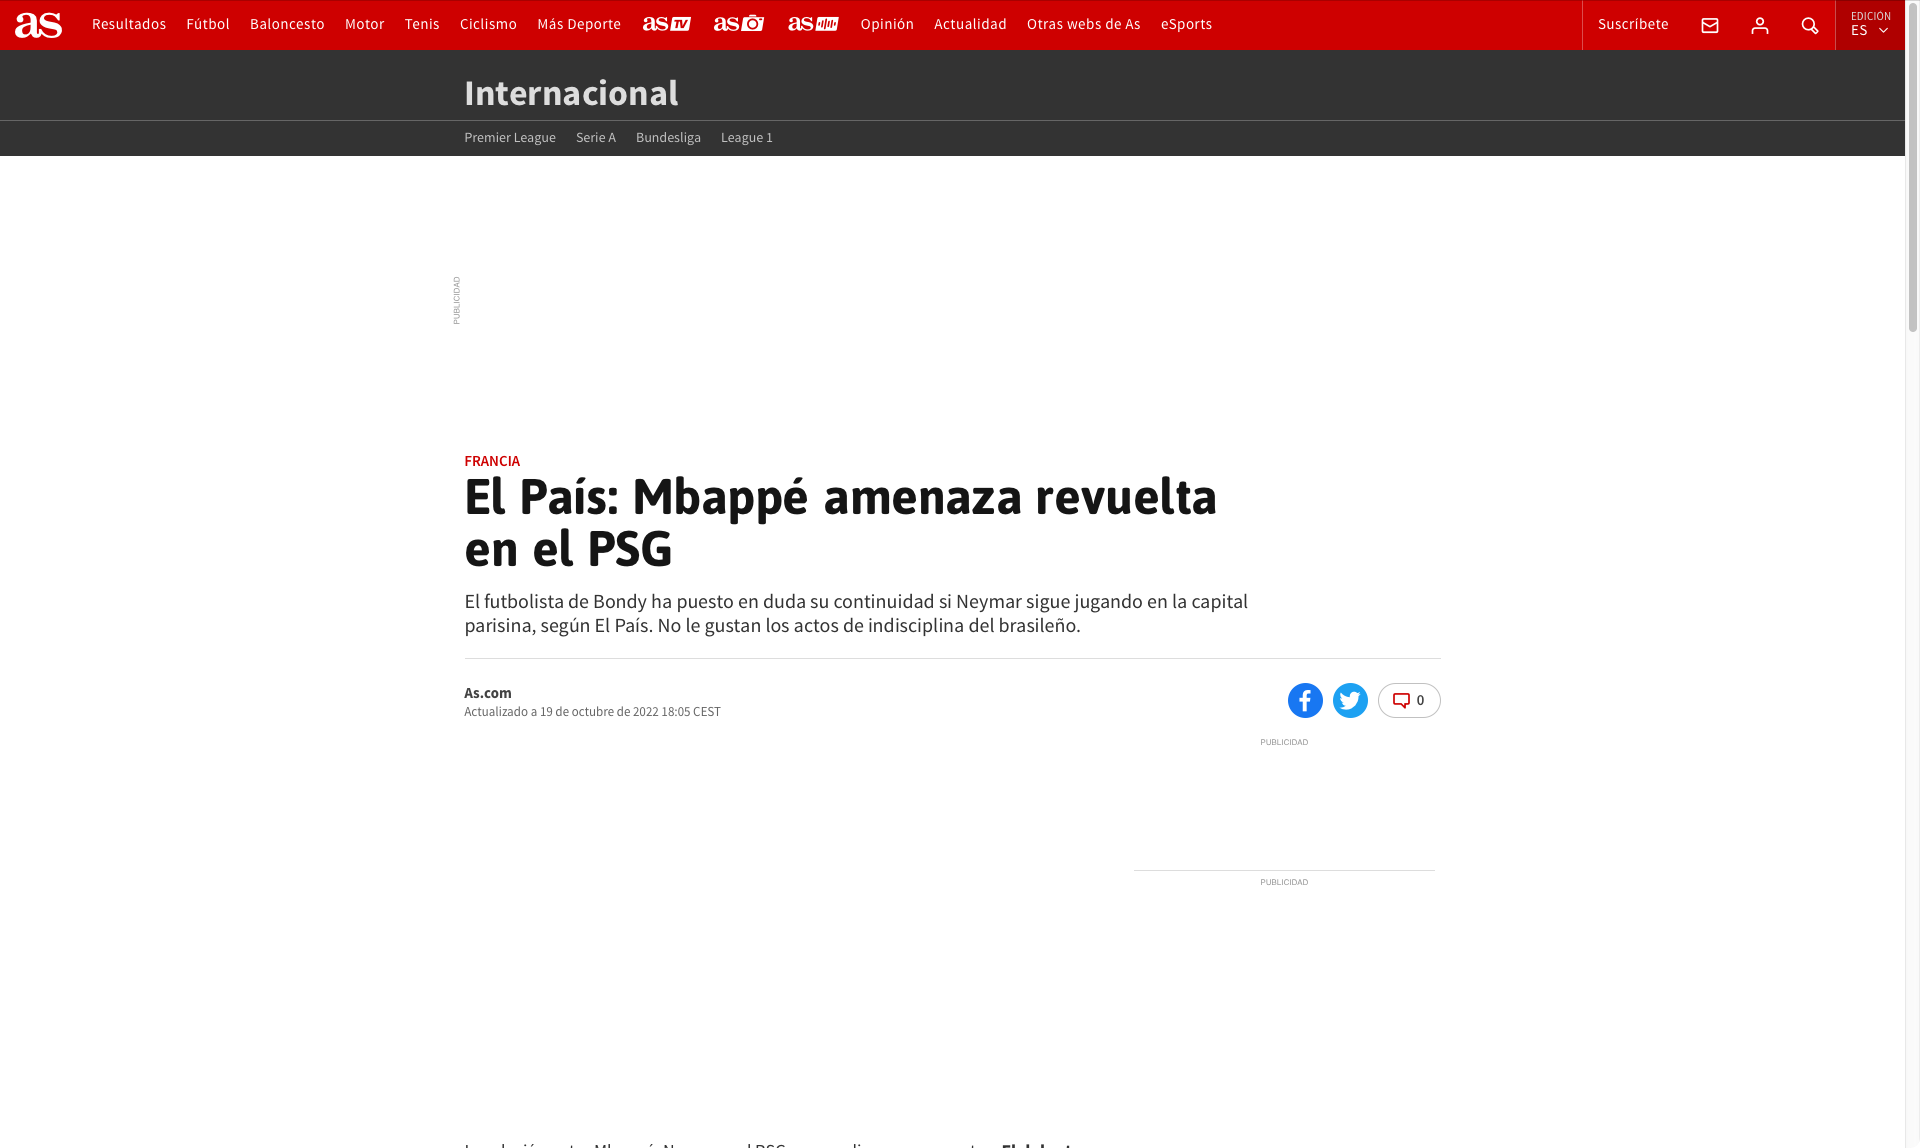 as Resultados Fútbol Baloncesto Motor Tenis Ciclismo Más Deporte as TV as as Opinión Actualidad Otras webs de As eSports Suscríbete EDICIÓN
ES
Internacional
Premier League Serie A Bundesliga League 1
PUBLICIDAD
FRANCIA
El País: Mbappé amenaza revuelta
en el PSG
El futbolista de Bondy ha puesto en duda su continuidad si Neymar sigue jugando en la capital
parisina, según El País. No le gustan los actos de indisciplina del brasileño.
As.com
Actualizado a 19 de octubre de 2022 18:05 CEST
0
PUBLICIDAD
PUBLICIDAD